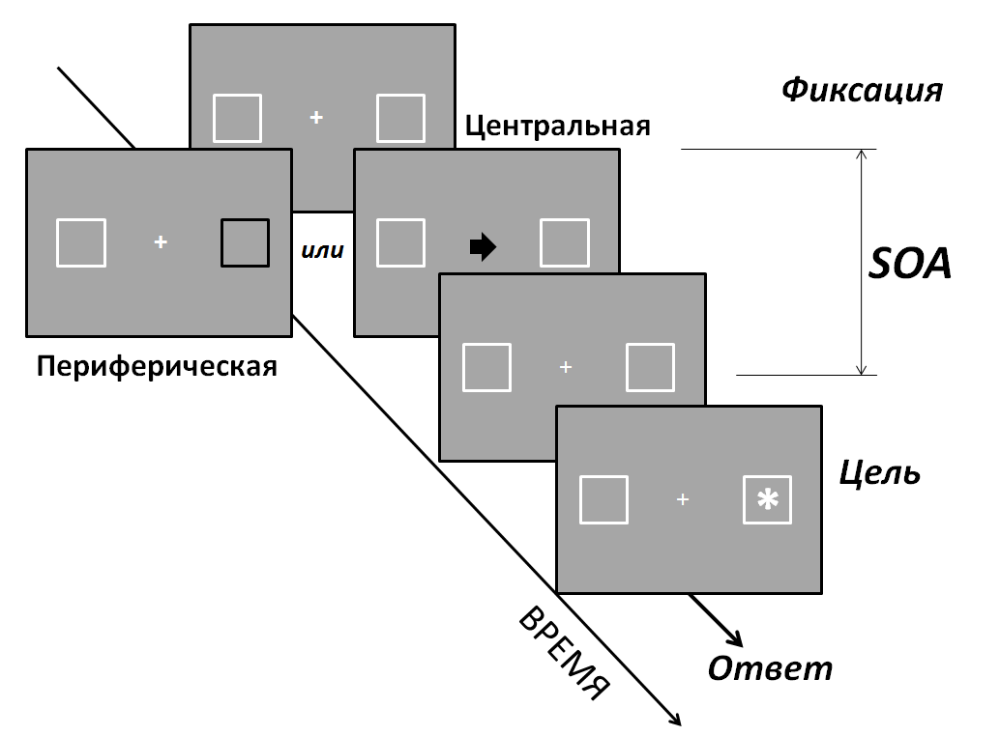 Фиксация
Центральная
или
SOA
Периферическая
Цель
ВРЕМЯ
Ответ